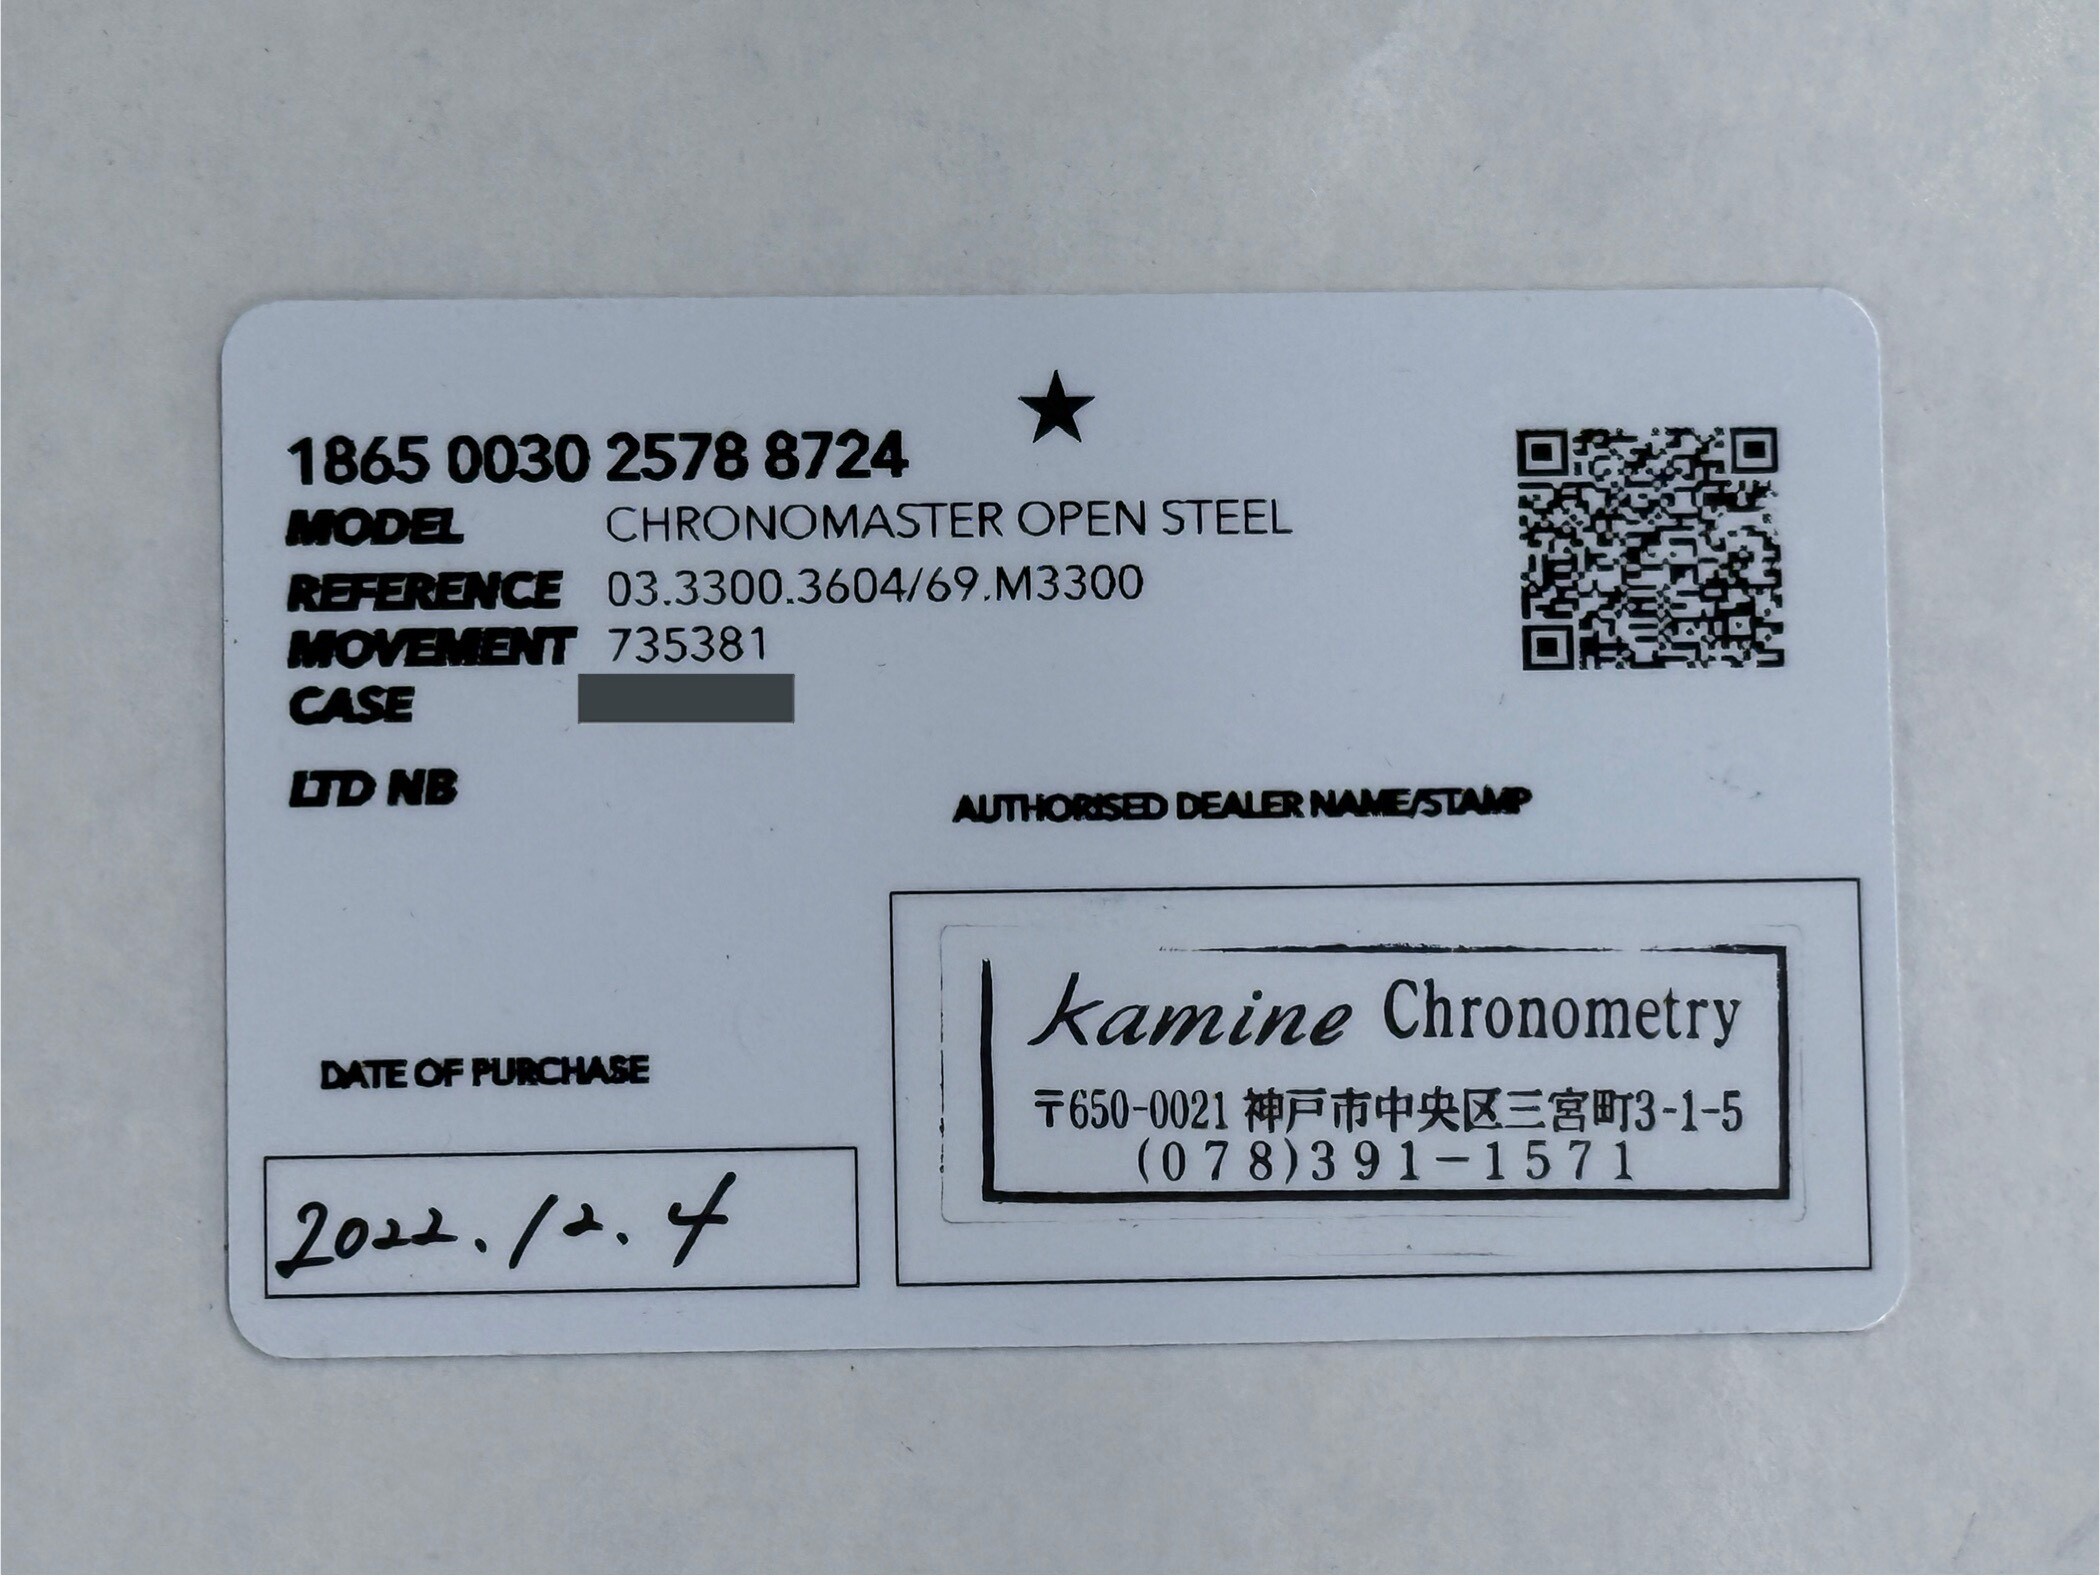 1865 0030 2578 8724
MODEL CHRONOMASTER OPEN STEEL
REFERENCE 03.3300.3604/69.M3300
MOVEMENT 735381
CASE
LTD NB
AUTHORISED DEALER NAME/STAMP
kamine Chronometry
〒650-0021 神戸市中央区三宮町3-1-5
(078)391-1571
DATE OF PURCHASE
2022.12.4